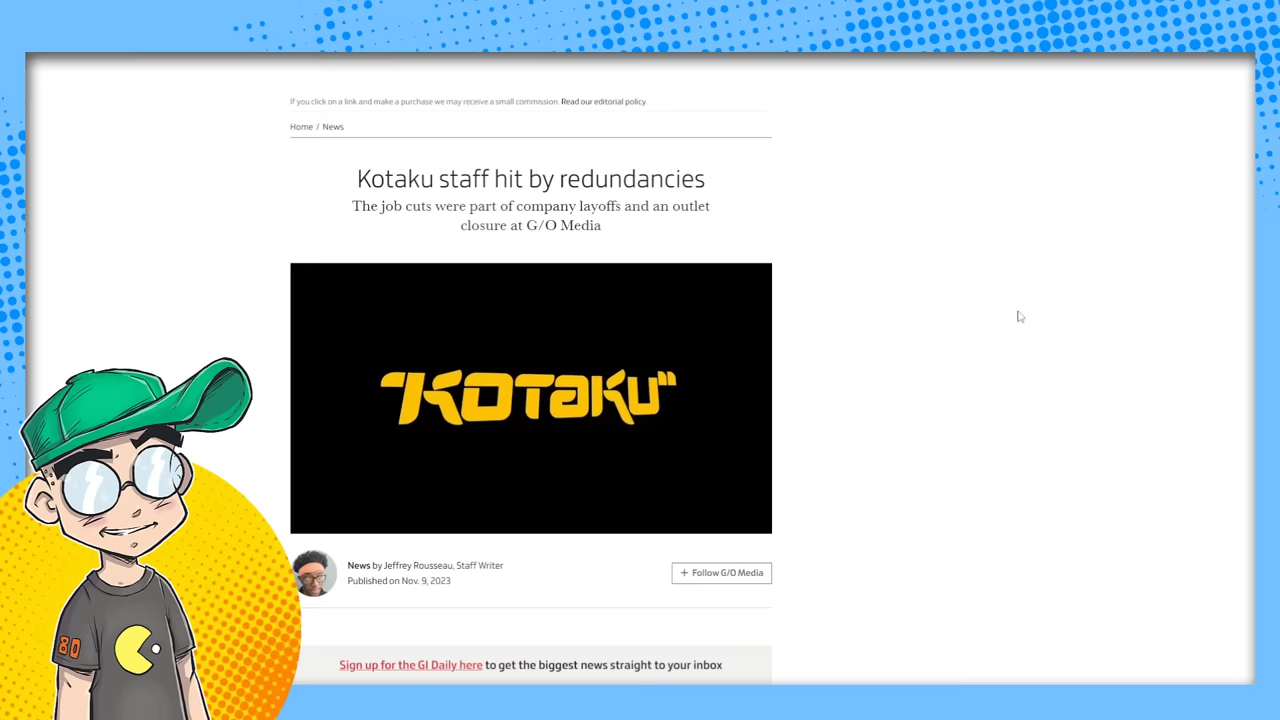 If you click on a link and make a purchase we may receive a small commission. Read our editorial policy.
Home / News
Kotaku staff hit by redundancies
The job cuts were part of company layoffs and an outlet
closure at G/O Media
"KOTAKU"
News by Jeffrey Rousseau, Staff Writer
Published on Nov. 9, 2023
+ Follow G/O Media
80
Sign up for the GI Daily here to get the biggest news straight to your inbox